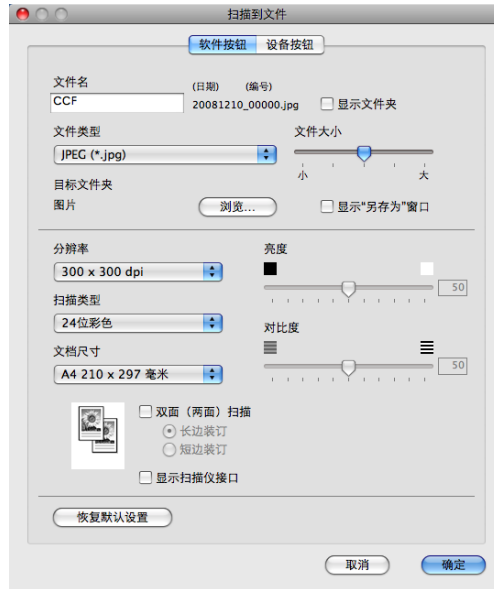 扫描到文件
软件按钮 设备按钮
文件名 (日期) (编号)
CCF 20081210_00000.jpg 显示文件夹
文件类型 文件大小
JPEG (*.jpg)
小 大
目标文件夹
图片 浏览... 显示“另存为”窗口
分辨率 亮度
300 x 300 dpi
50
扫描类型
24位彩色 对比度
文档尺寸
A4 210 x 297 毫米 50
双面（两面）扫描
长边装订
短边装订
显示扫描仪接口
恢复默认设置
取消 确定